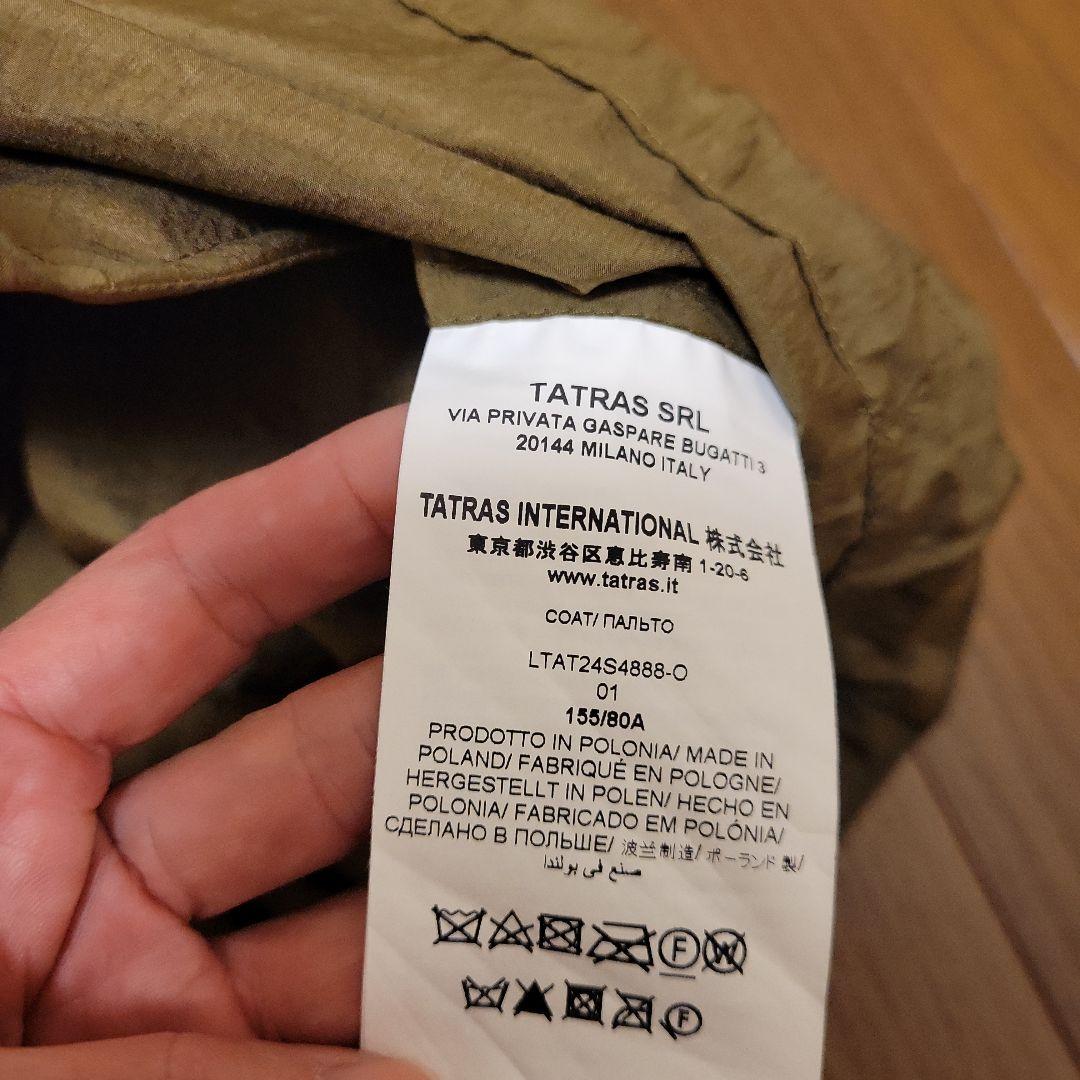 TATRAS SRL
VIA PRIVATA GASPARE BUGATTI 3
20144 MILANO ITALY
TATRAS INTERNATIONAL 株式会社
東京都渋谷区恵比寿南 1-20-6
www.tatras.it
COAT/ ПАЛЬТО
LTAT24S4888-O
01
155/80A
PRODOTTO IN POLONIA/ MADE IN
POLAND/ FABRIQUÉ EN POLOGNE/
HERGESTELLT IN POLEN/ HECHO EN
POLONIA/ FABRICADO EM POLÓNIA/
СДЕЛАНО В ПОЛЬШЕ/ 波兰制造/ ポーランド 製/
صنع في بولندا
F W
F